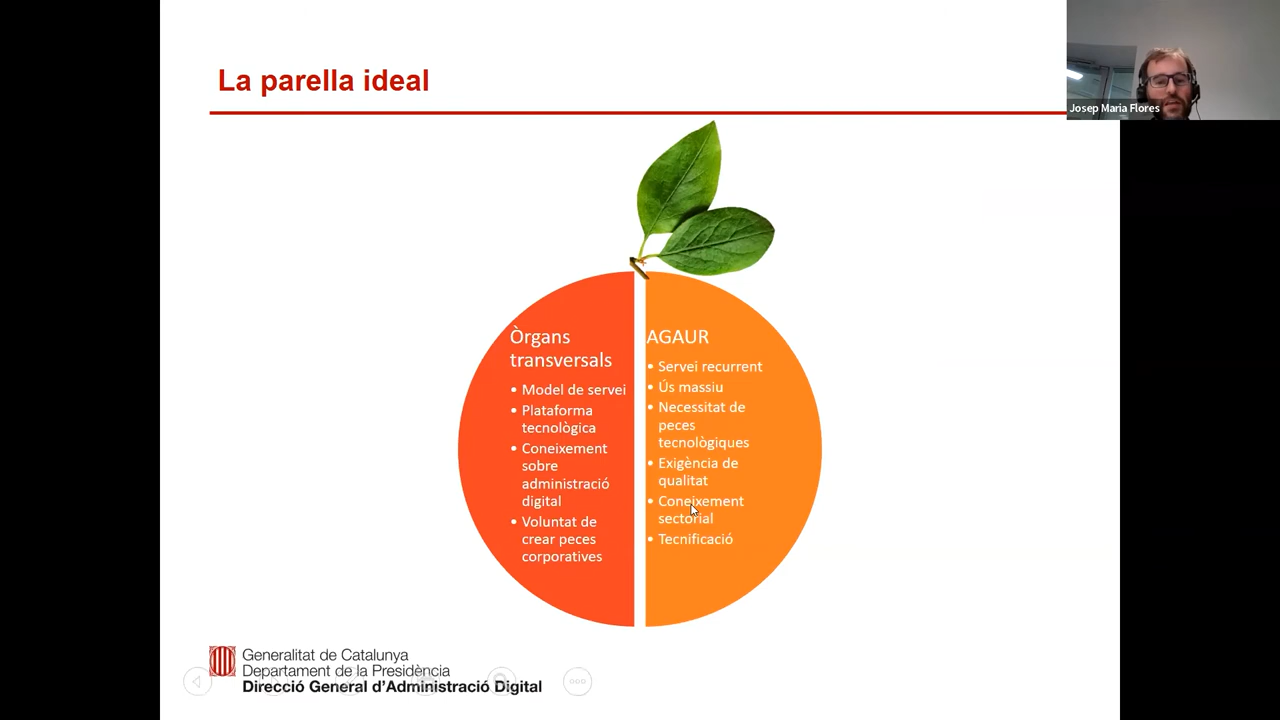 La parella ideal
Josep Maria Flores
Òrgans
transversals
• Model de servei
• Plataforma
tecnològica
• Coneixement
sobre
administració
digital
• Voluntat de
crear peces
corporatives
AGAUR
• Servei recurrent
• Ús massiu
• Necessitat de
peces
tecnològiques
• Exigència de
qualitat
• Coneixement
sectorial
• Tecnificació
Generalitat de Catalunya
Departament de la Presidència
Direcció General d'Administració Digital